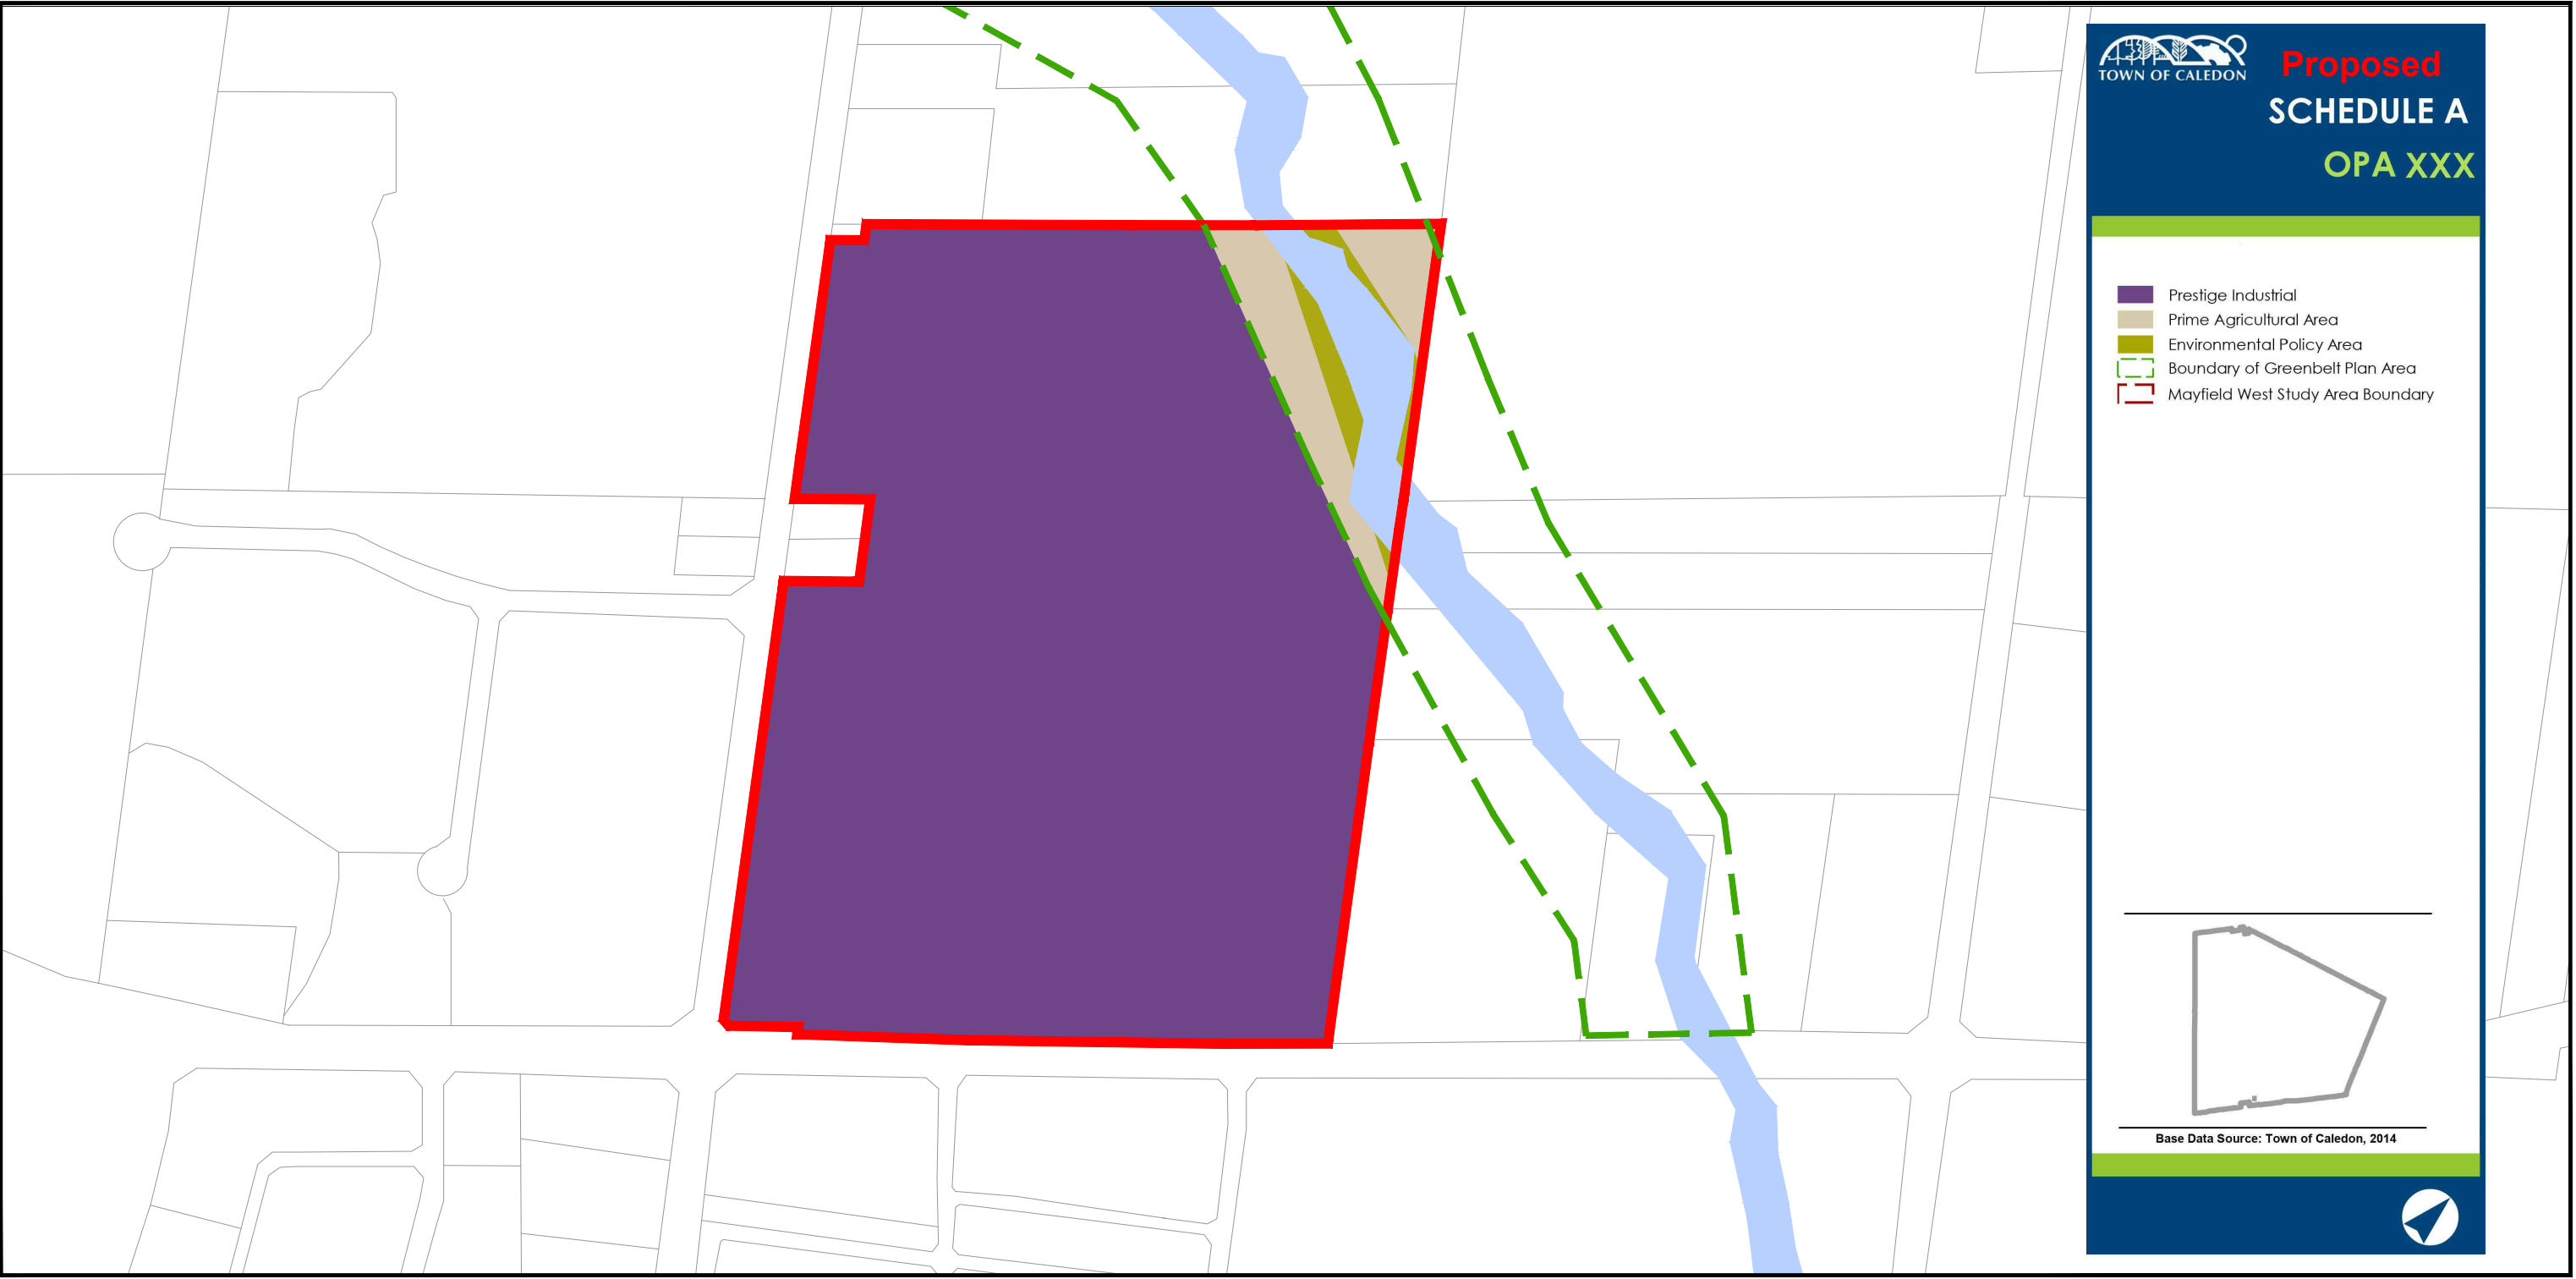 TOWN OF CALEDON
Proposed
SCHEDULE A
OPA XXX
Prestige Industrial
Prime Agricultural Area
Environmental Policy Area
Boundary of Greenbelt Plan Area
Mayfield West Study Area Boundary
Base Data Source: Town of Caledon, 2014